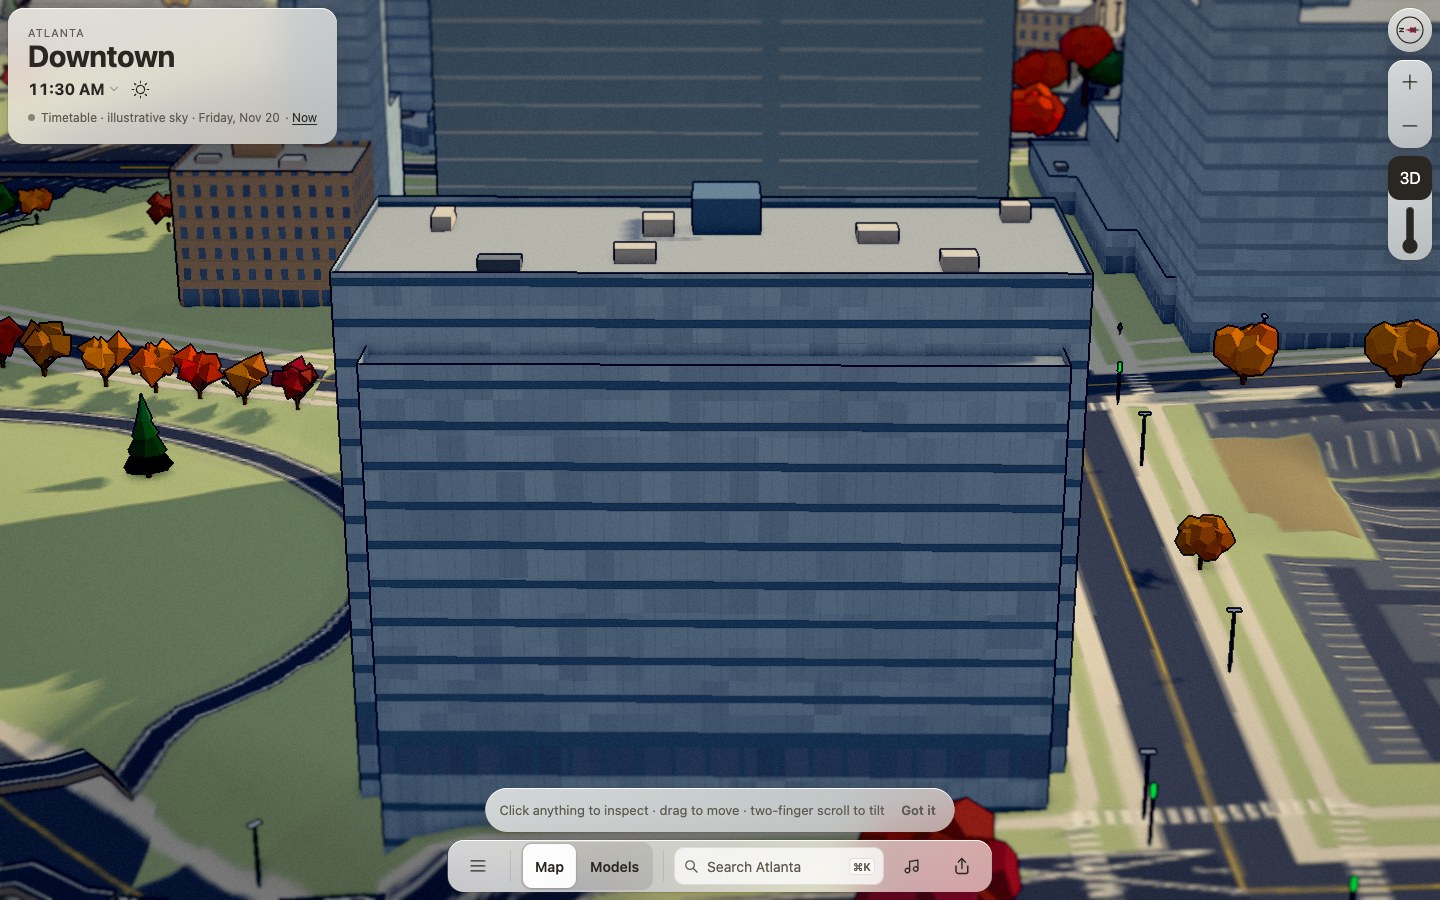 ATLANTA
Downtown
11:30 AM
Timetable · illustrative sky · Friday, Nov 20 · Now
3D
Click anything to inspect · drag to move · two-finger scroll to tilt Got it
Map Models Search Atlanta ⌘K